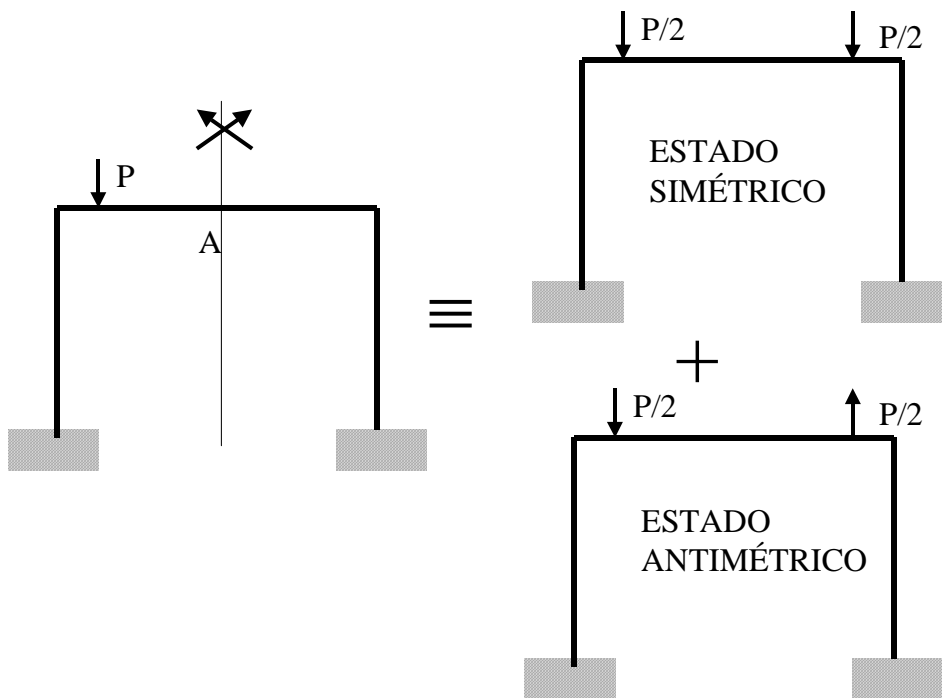 P
A
≡
P/2
P/2
ESTADO
SIMÉTRICO
+
P/2
P/2
ESTADO
ANTIMÉTRICO